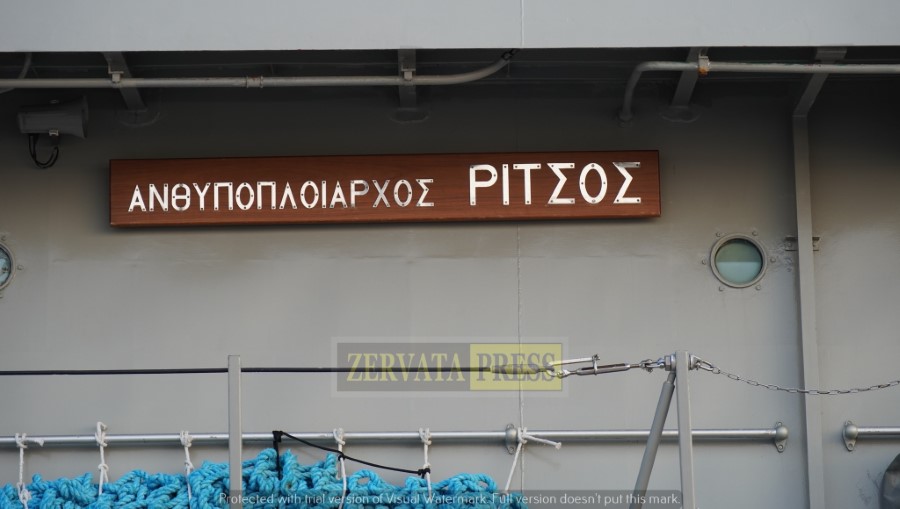 ΑΝΘΥΠΟΠΛΟΙΑΡΧΟΣ ΡΙΤΣΟΣ
ZERVATA PRESS
Protected with trial version of Visual Watermark. Full version doesn't put this mark.